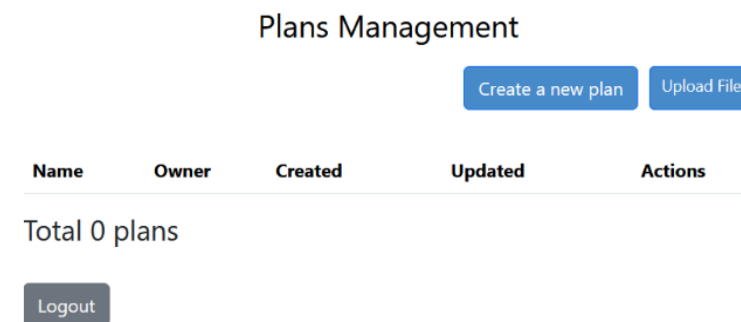 Plans Management
Create a new plan Upload File
Name Owner Created Updated Actions
Total 0 plans
Logout